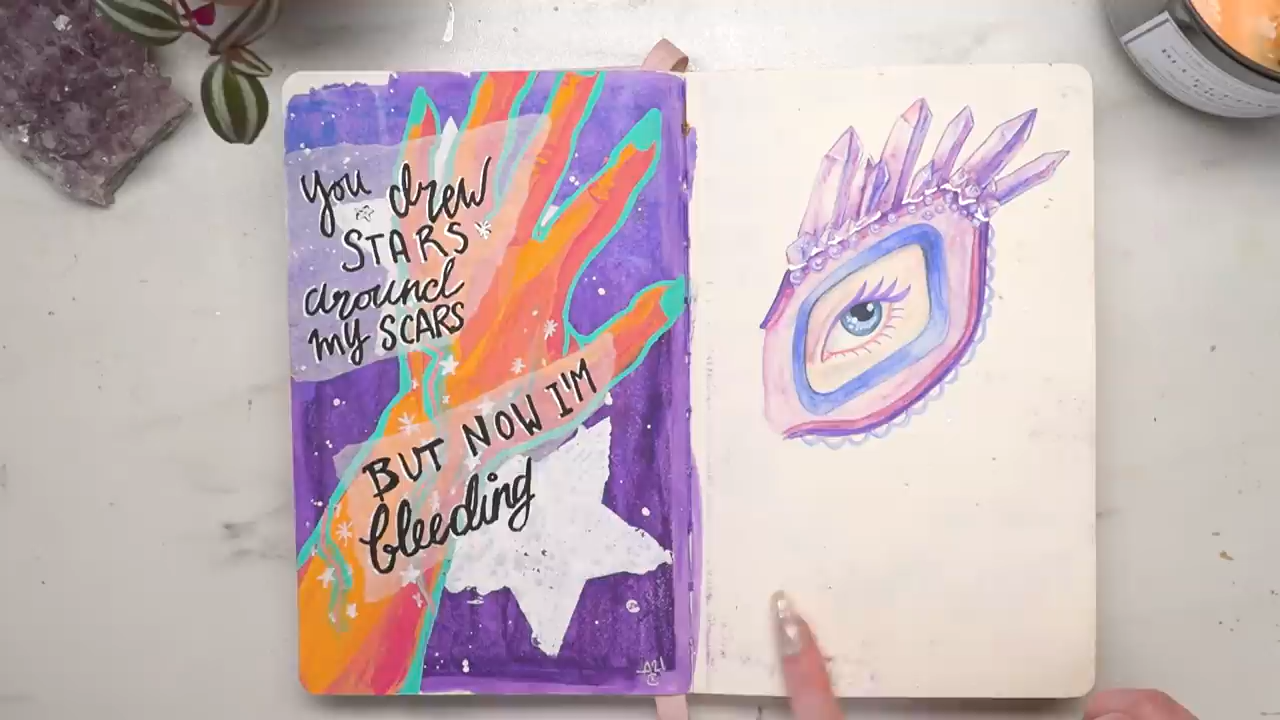 you drew
STARS
around
my SCARS
BUT NOW I'M
bleeding